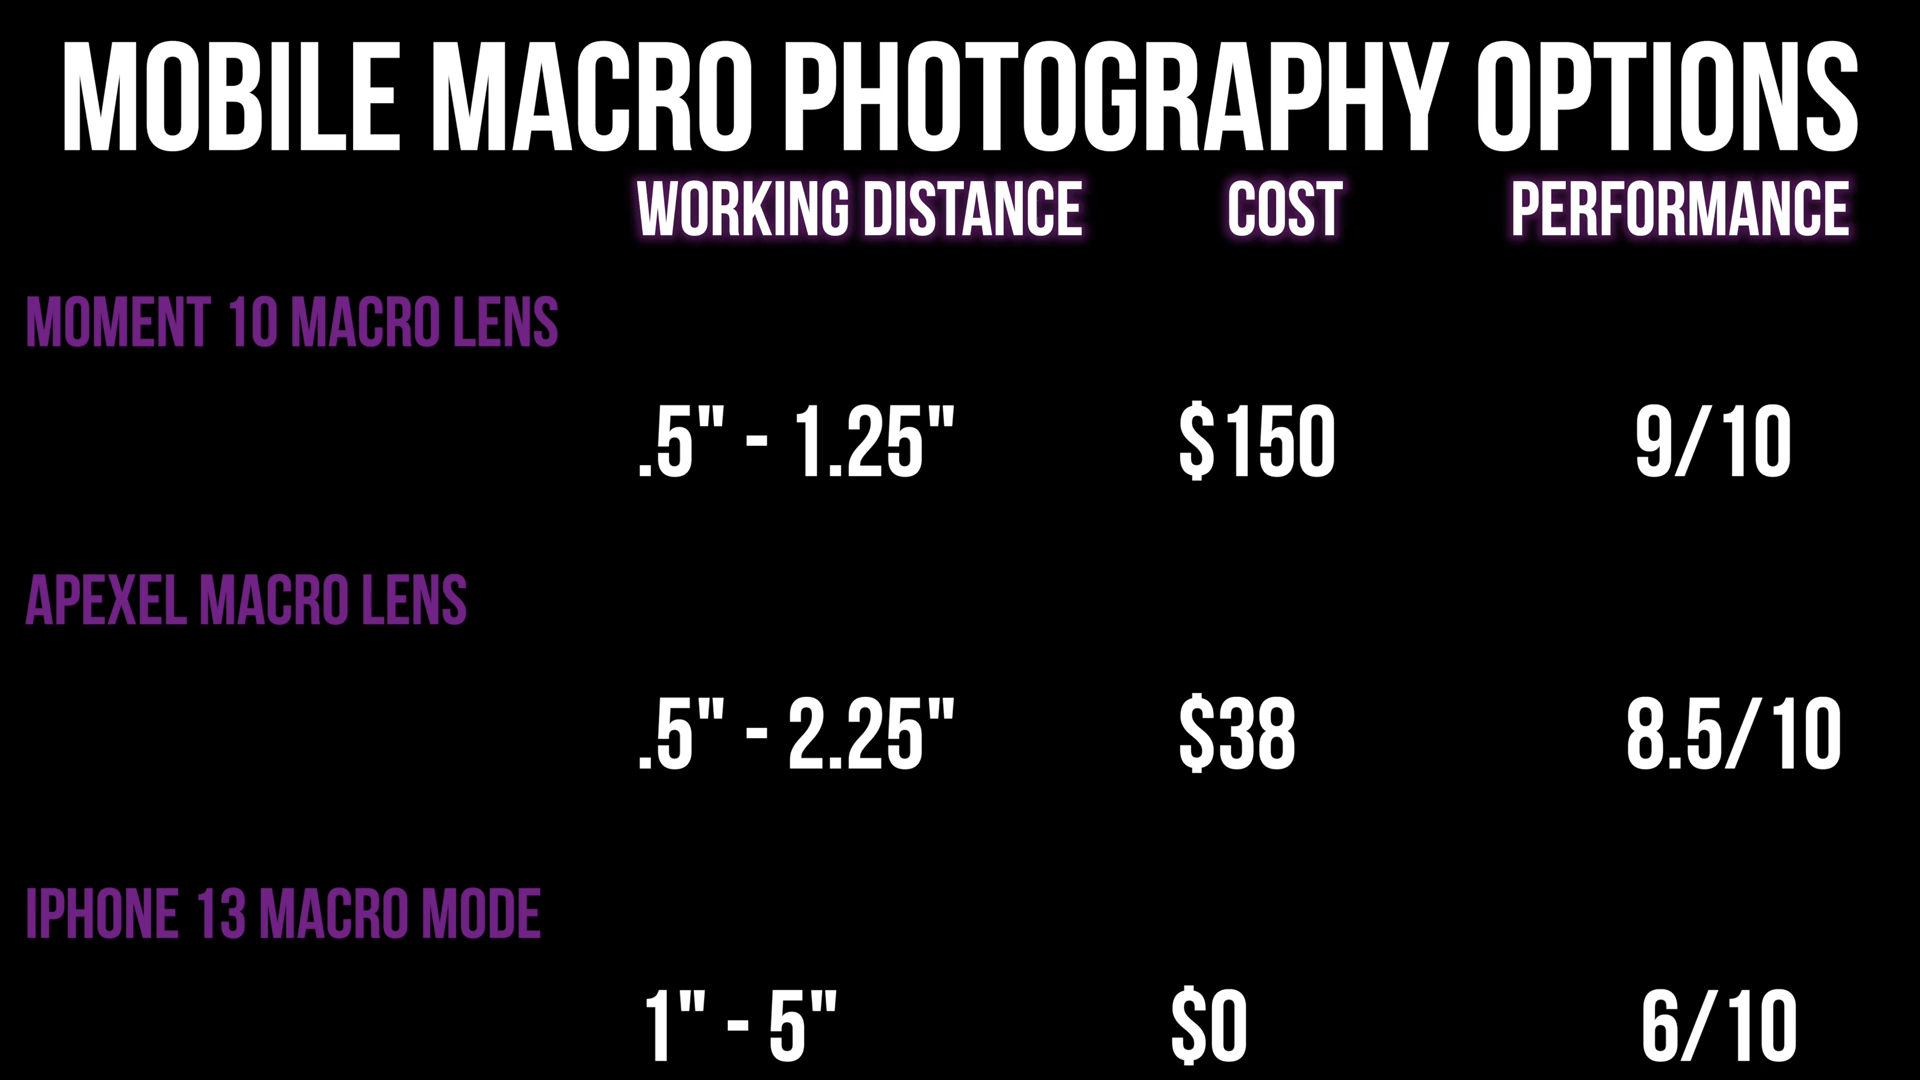 MOBILE MACRO PHOTOGRAPHY OPTIONS
WORKING DISTANCE COST PERFORMANCE
MOMENT 10 MACRO LENS
.5" - 1.25" $150 9/10
APEXEL MACRO LENS
.5" - 2.25" $38 8.5/10
IPHONE 13 MACRO MODE
1" - 5" $0 6/10